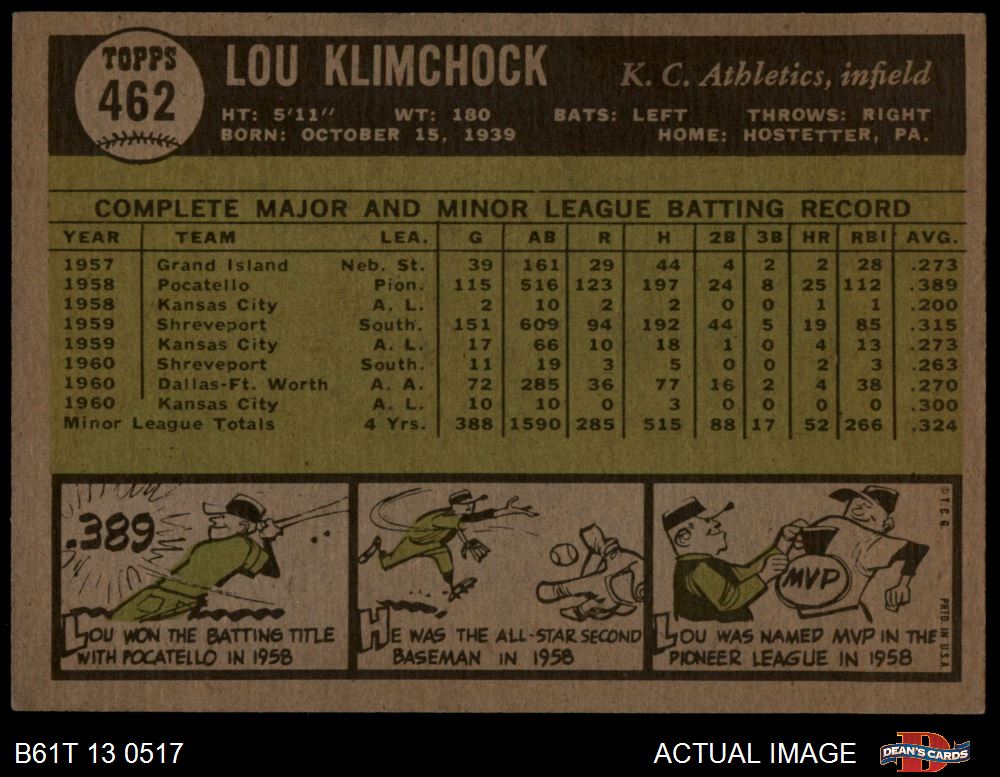 TOPPS
462
LOU KLIMCHOCK
K. C. Athletics, infield
HT: 5'11" WT: 180 BATS: LEFT THROWS: RIGHT
BORN: OCTOBER 15, 1939 HOME: HOSTETTER, PA.
COMPLETE MAJOR AND MINOR LEAGUE BATTING RECORD
YEAR TEAM LEA. G AB R H 2B 3B HR RBI AVG.
1957 Grand Island Neb. St. 39 161 29 44 4 2 2 28 .273
1958 Pocatello Pion. 115 516 123 197 24 8 25 112 .389
1958 Kansas City A. L. 2 10 2 2 0 0 1 1 .200
1959 Shreveport South. 151 609 94 192 44 5 19 85 .315
1959 Kansas City A. L. 17 66 10 18 1 0 4 13 .273
1960 Shreveport South. 11 19 3 5 0 0 2 3 .263
1960 Dallas-Ft. Worth A. A. 72 285 36 77 16 2 4 38 .270
1960 Kansas City A. L. 10 10 0 3 0 0 0 0 .300
Minor League Totals 4 Yrs. 388 1590 285 515 88 17 52 266 .324
.389
LOU WON THE BATTING TITLE
WITH POCATELLO IN 1958
HE WAS THE ALL-STAR SECOND
BASEMAN IN 1958
MVP
LOU WAS NAMED MVP IN THE
PIONEER LEAGUE IN 1958
© T. C. G.
PRTD. IN U.S.A.
B61T 13 0517
ACTUAL IMAGE
DEAN'S CARDS